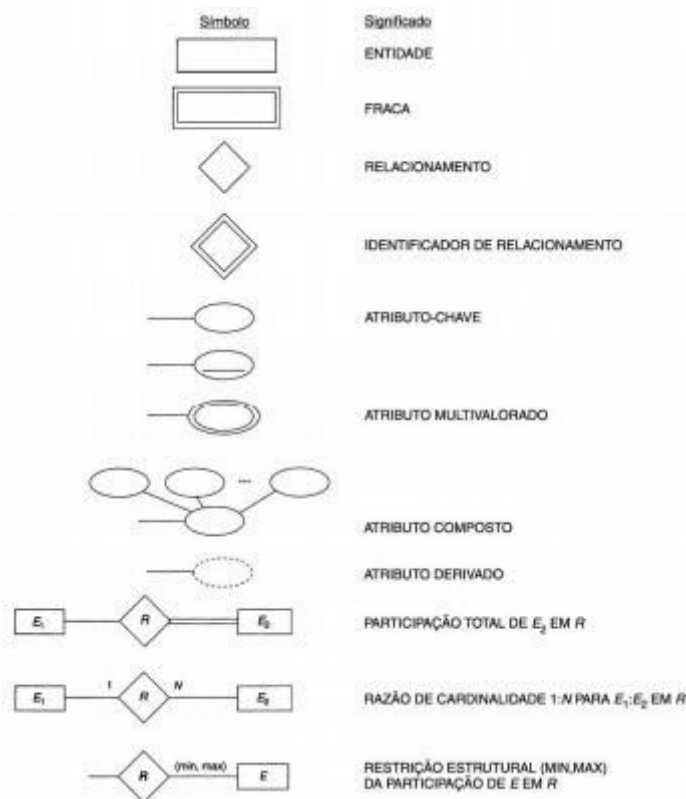 Símbolo Significado
ENTIDADE
FRACA
RELACIONAMENTO
IDENTIFICADOR DE RELACIONAMENTO
ATRIBUTO-CHAVE
ATRIBUTO MULTIVALORADO
...
ATRIBUTO COMPOSTO
ATRIBUTO DERIVADO
E₁ R E₂ PARTICIPAÇÃO TOTAL DE E₂ EM R
E₁ 1 R N E₂ RAZÃO DE CARDINALIDADE 1:N PARA E₁:E₂ EM R
R (min, max) E RESTRIÇÃO ESTRUTURAL (MIN,MAX)
DA PARTICIPAÇÃO DE E EM R